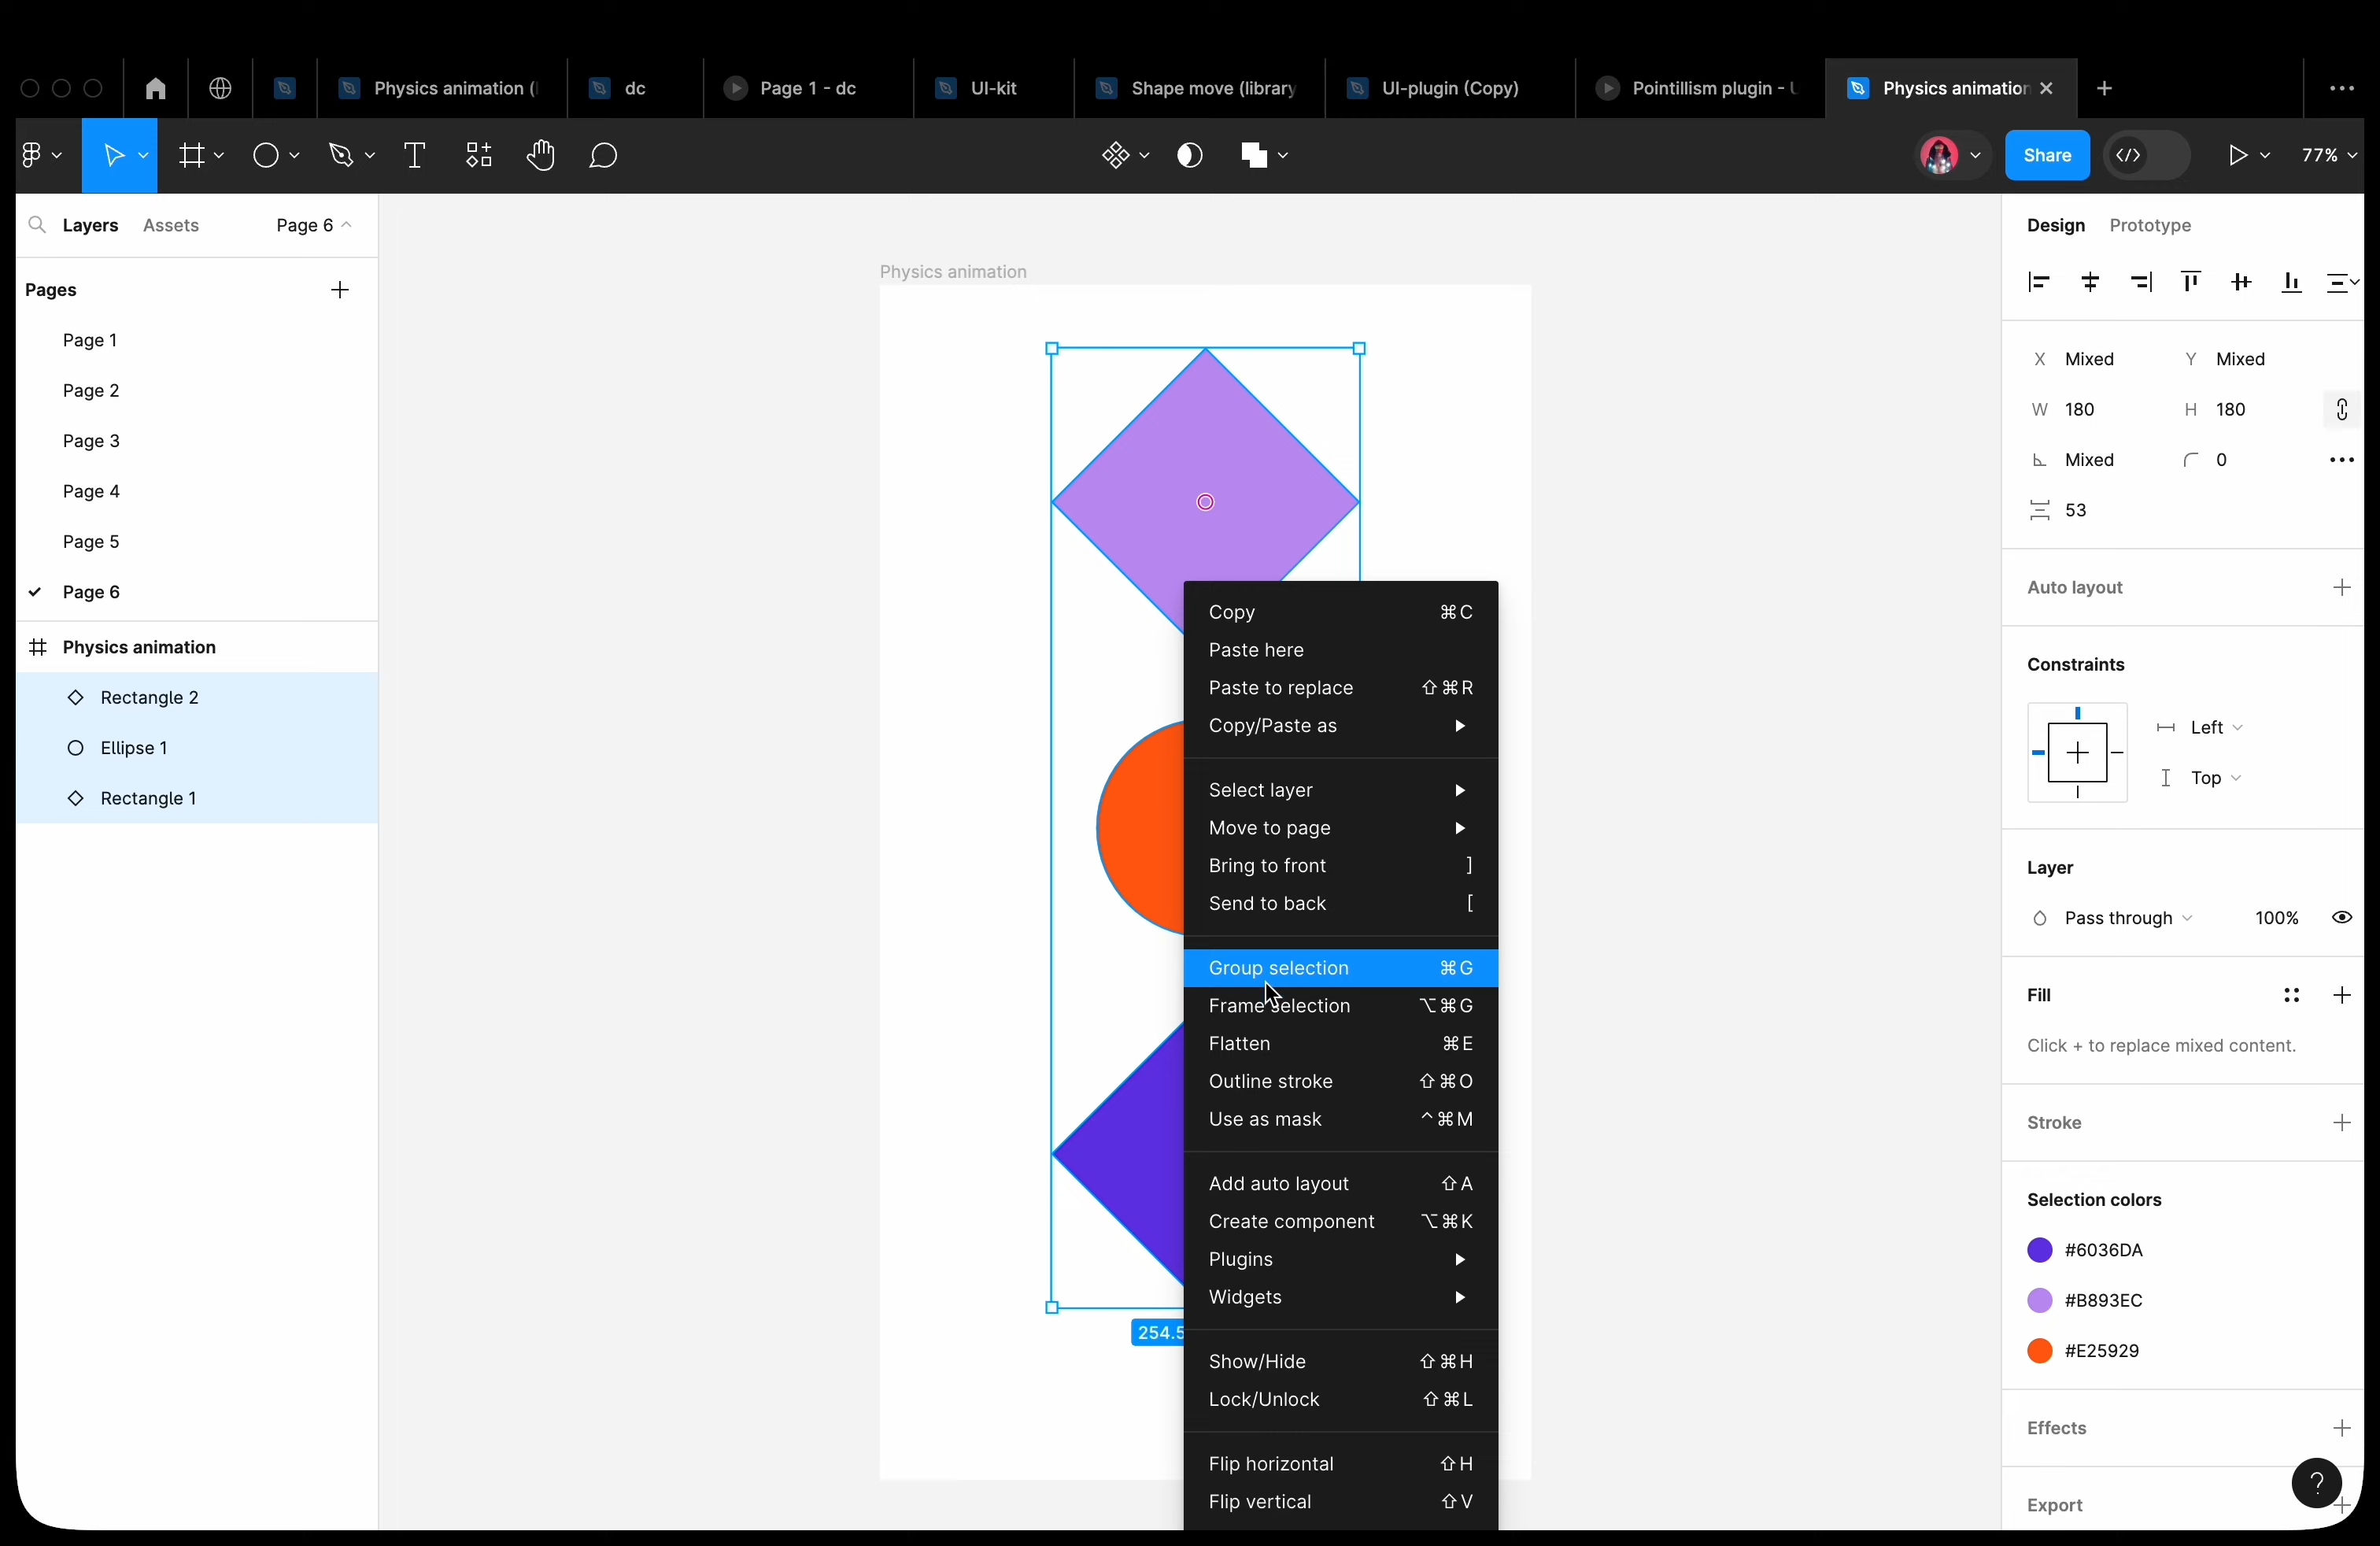 Physics animation (
dc
Page 1 - dc
UI-kit
Shape move (library
UI-plugin (Copy)
Pointillism plugin - U
Physics animation
Share
77%
Layers Assets Page 6
Pages
Page 1
Page 2
Page 3
Page 4
Page 5
Page 6
Physics animation
Rectangle 2
Ellipse 1
Rectangle 1
Physics animation
254.5
Copy ⌘C
Paste here
Paste to replace ⇧⌘R
Copy/Paste as
Select layer
Move to page
Bring to front ]
Send to back [
Group selection ⌘G
Frame selection ⌥⌘G
Flatten ⌘E
Outline stroke ⇧⌘O
Use as mask ^⌘M
Add auto layout ⇧A
Create component ⌥⌘K
Plugins
Widgets
Show/Hide ⇧⌘H
Lock/Unlock ⇧⌘L
Flip horizontal ⇧H
Flip vertical ⇧V
Design Prototype
X Mixed Y Mixed
W 180 H 180
Mixed 0
53
Auto layout
Constraints
Left
Top
Layer
Pass through 100%
Fill
Click + to replace mixed content.
Stroke
Selection colors
#6036DA
#B893EC
#E25929
Effects
Export
?